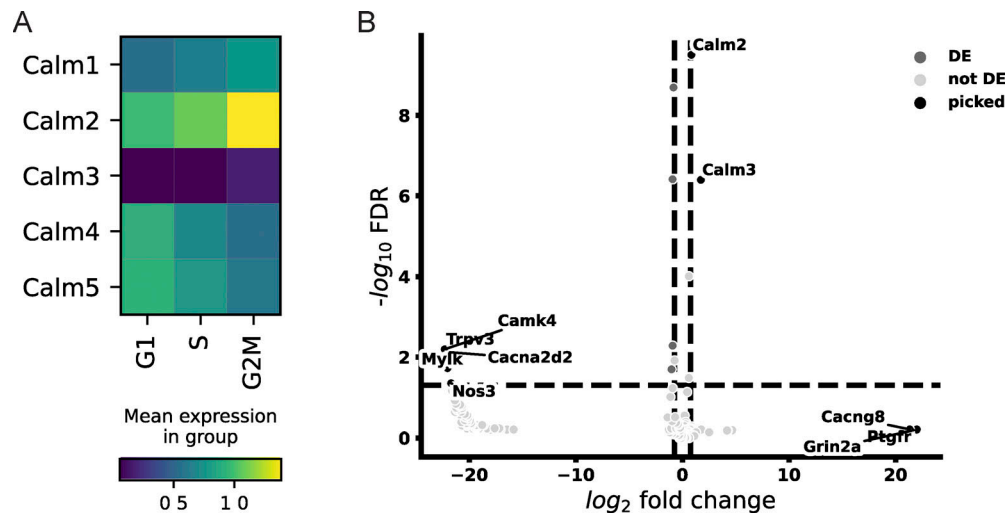 A
Calm1
Calm2
Calm3
Calm4
Calm5
G1
S
G2M
Mean expression
in group
0 5 1 0
B
-log10 FDR
8
6
4
2
0
Calm2
Calm3
DE
not DE
picked
Camk4
Trpv3
Mylk
Cacna2d2
Nos3
Cacng8
Ptgfr
Grin2a
−20 −10 0 10 20
log2 fold change